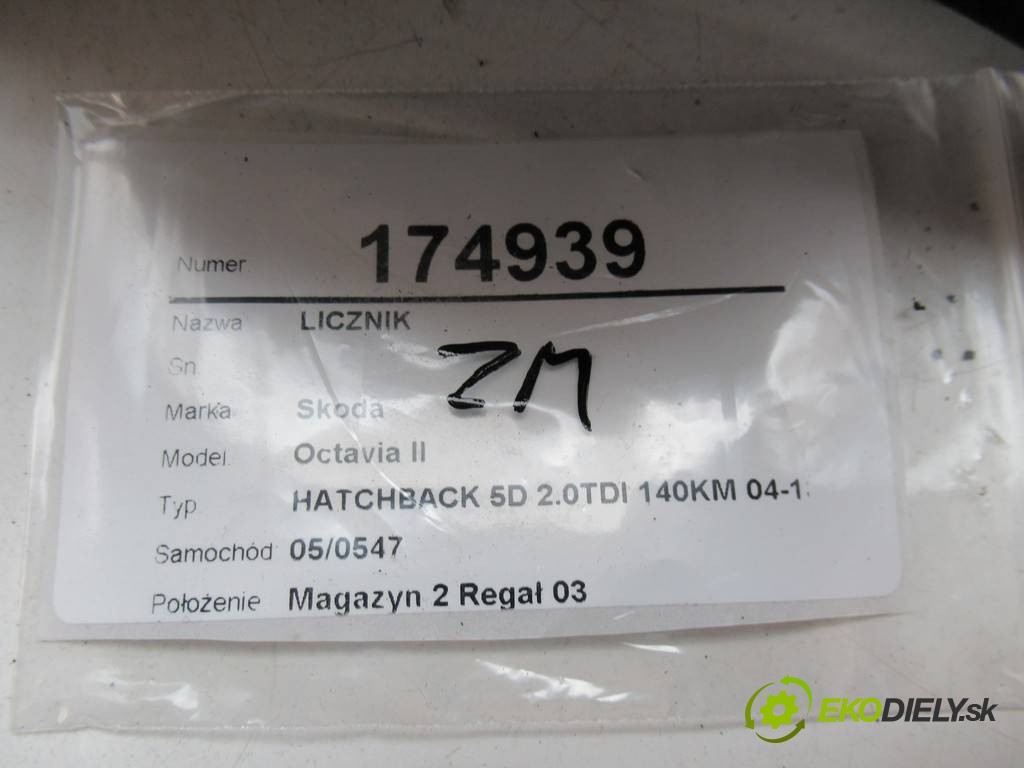 Numer 174939
Nazwa LICZNIK
Sn
ZM
Marka Skoda
Model Octavia II
Typ HATCHBACK 5D 2.0TDI 140KM 04-1
Samochód 05/0547
Położenie Magazyn 2 Regał 03
EKODIELY.sk